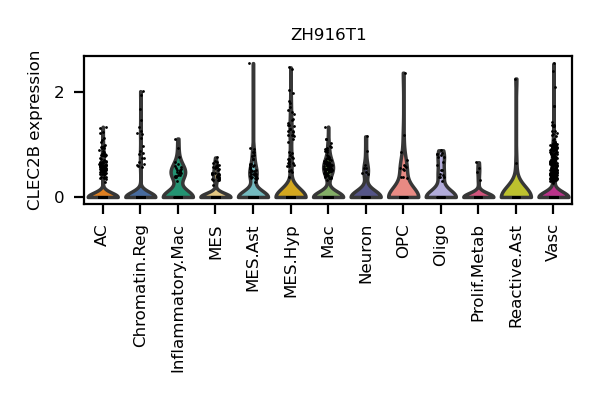 ZH916T1
CLEC2B expression
2
0
AC
Chromatin.Reg
Inflammatory.Mac
MES
MES.Ast
MES.Hyp
Mac
Neuron
OPC
Oligo
Prolif.Metab
Reactive.Ast
Vasc